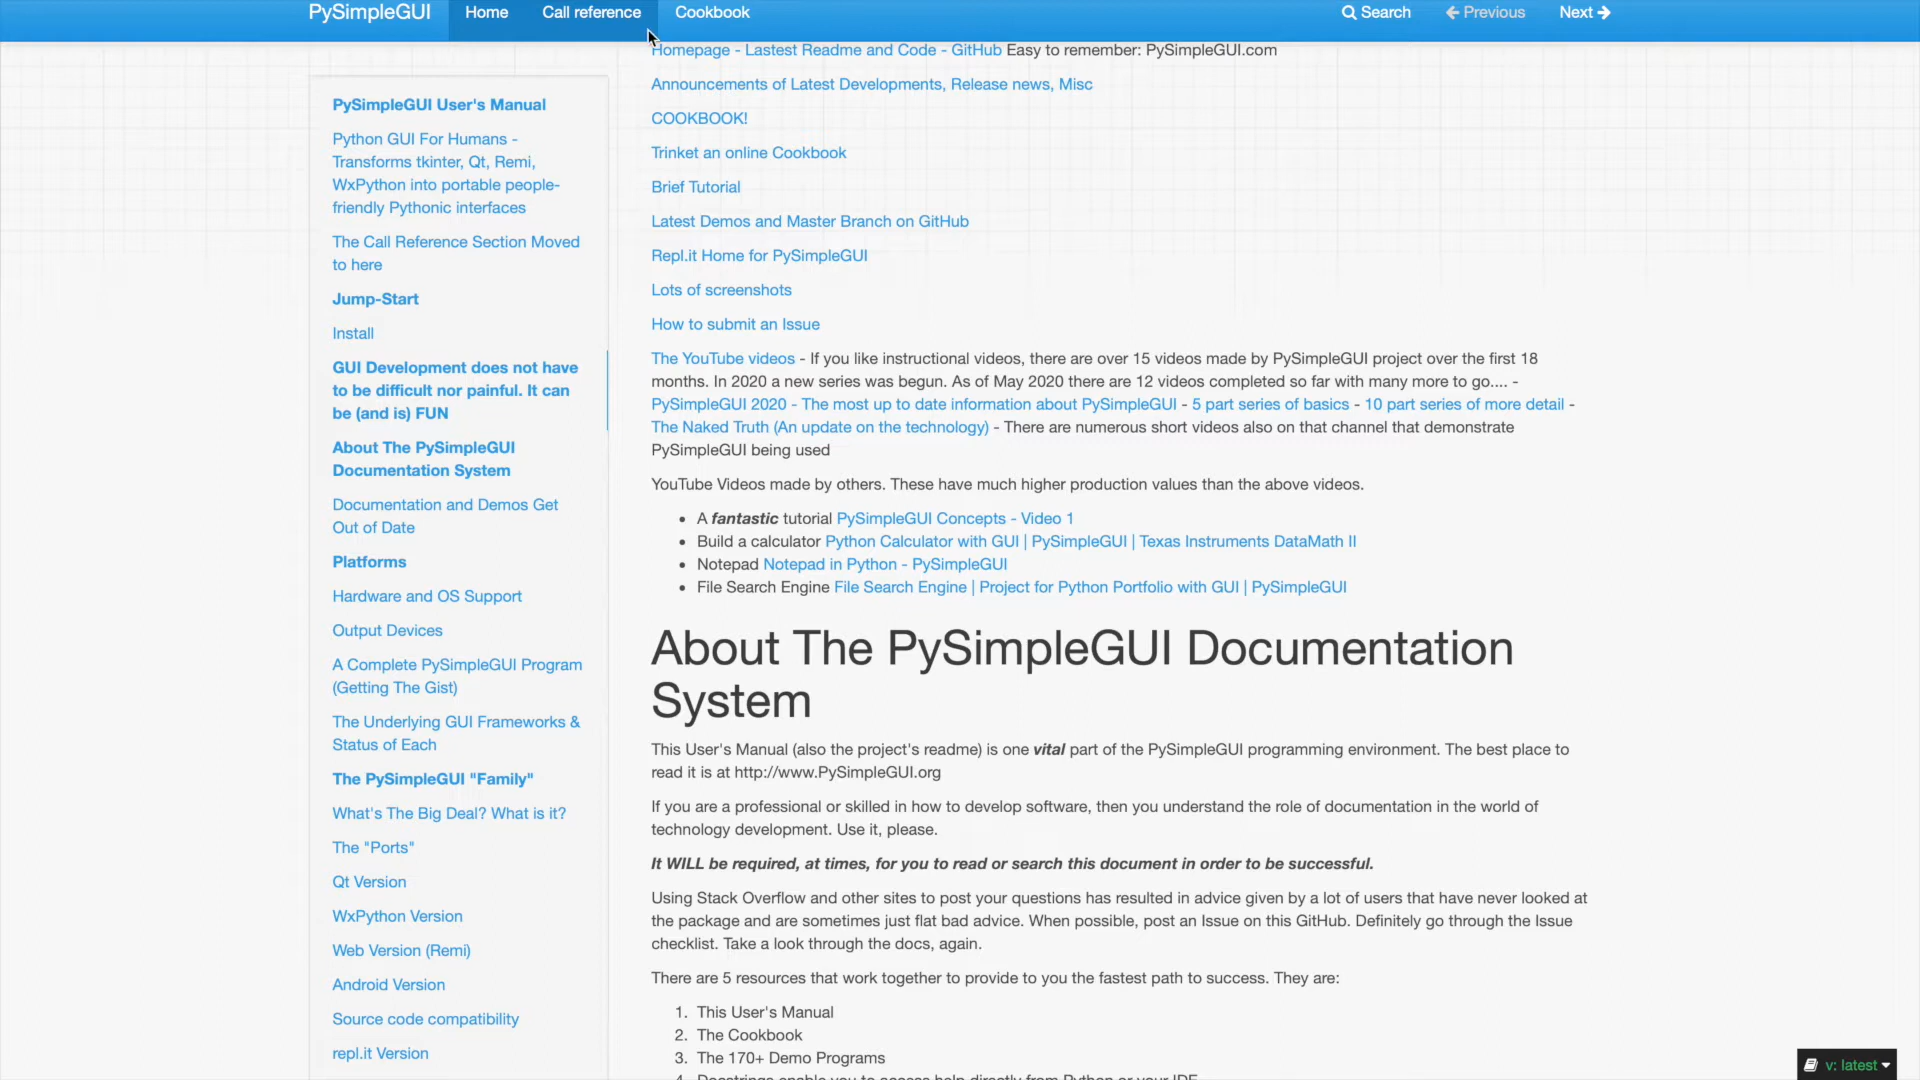 PySimpleGUI Home Call reference Cookbook Search Previous Next
PySimpleGUI User's Manual
Python GUI For Humans -
Transforms tkinter, Qt, Remi,
WxPython into portable people-
friendly Pythonic interfaces
The Call Reference Section Moved
to here
Jump-Start
Install
GUI Development does not have
to be difficult nor painful. It can
be (and is) FUN
About The PySimpleGUI
Documentation System
Documentation and Demos Get
Out of Date
Platforms
Hardware and OS Support
Output Devices
A Complete PySimpleGUI Program
(Getting The Gist)
The Underlying GUI Frameworks &
Status of Each
The PySimpleGUI "Family"
What's The Big Deal? What is it?
The "Ports"
Qt Version
WxPython Version
Web Version (Remi)
Android Version
Source code compatibility
repl.it Version
Homepage - Lastest Readme and Code - GitHub Easy to remember: PySimpleGUI.com
Announcements of Latest Developments, Release news, Misc
COOKBOOK!
Trinket an online Cookbook
Brief Tutorial
Latest Demos and Master Branch on GitHub
Repl.it Home for PySimpleGUI
Lots of screenshots
How to submit an Issue
The YouTube videos - If you like instructional videos, there are over 15 videos made by PySimpleGUI project over the first 18
months. In 2020 a new series was begun. As of May 2020 there are 12 videos completed so far with many more to go.... -
PySimpleGUI 2020 - The most up to date information about PySimpleGUI - 5 part series of basics - 10 part series of more detail -
The Naked Truth (An update on the technology) - There are numerous short videos also on that channel that demonstrate
PySimpleGUI being used
YouTube Videos made by others. These have much higher production values than the above videos.
• A fantastic tutorial PySimpleGUI Concepts - Video 1
• Build a calculator Python Calculator with GUI | PySimpleGUI | Texas Instruments DataMath II
• Notepad Notepad in Python - PySimpleGUI
• File Search Engine File Search Engine | Project for Python Portfolio with GUI | PySimpleGUI
About The PySimpleGUI Documentation
System
This User's Manual (also the project's readme) is one vital part of the PySimpleGUI programming environment. The best place to
read it is at http://www.PySimpleGUI.org
If you are a professional or skilled in how to develop software, then you understand the role of documentation in the world of
technology development. Use it, please.
It WILL be required, at times, for you to read or search this document in order to be successful.
Using Stack Overflow and other sites to post your questions has resulted in advice given by a lot of users that have never looked at
the package and are sometimes just flat bad advice. When possible, post an Issue on this GitHub. Definitely go through the Issue
checklist. Take a look through the docs, again.
There are 5 resources that work together to provide to you the fastest path to success. They are:
1. This User's Manual
2. The Cookbook
3. The 170+ Demo Programs
4. Docstrings enable you to access help directly from Python or your IDE
v: latest